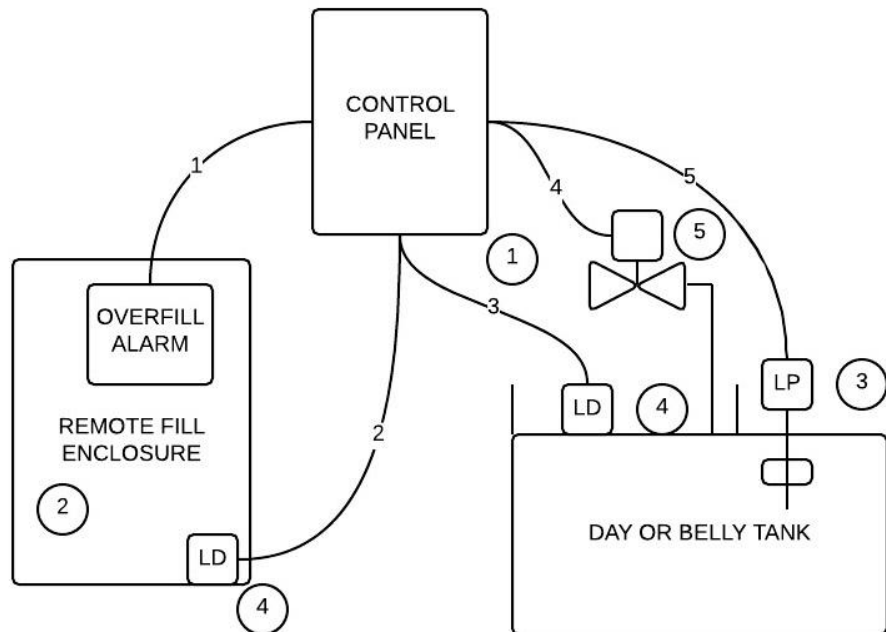 CONTROL
PANEL
1
4
5
5
1
OVERFILL
ALARM
3
LP
3
LD
4
REMOTE FILL
ENCLOSURE
2
2
DAY OR BELLY TANK
LD
4